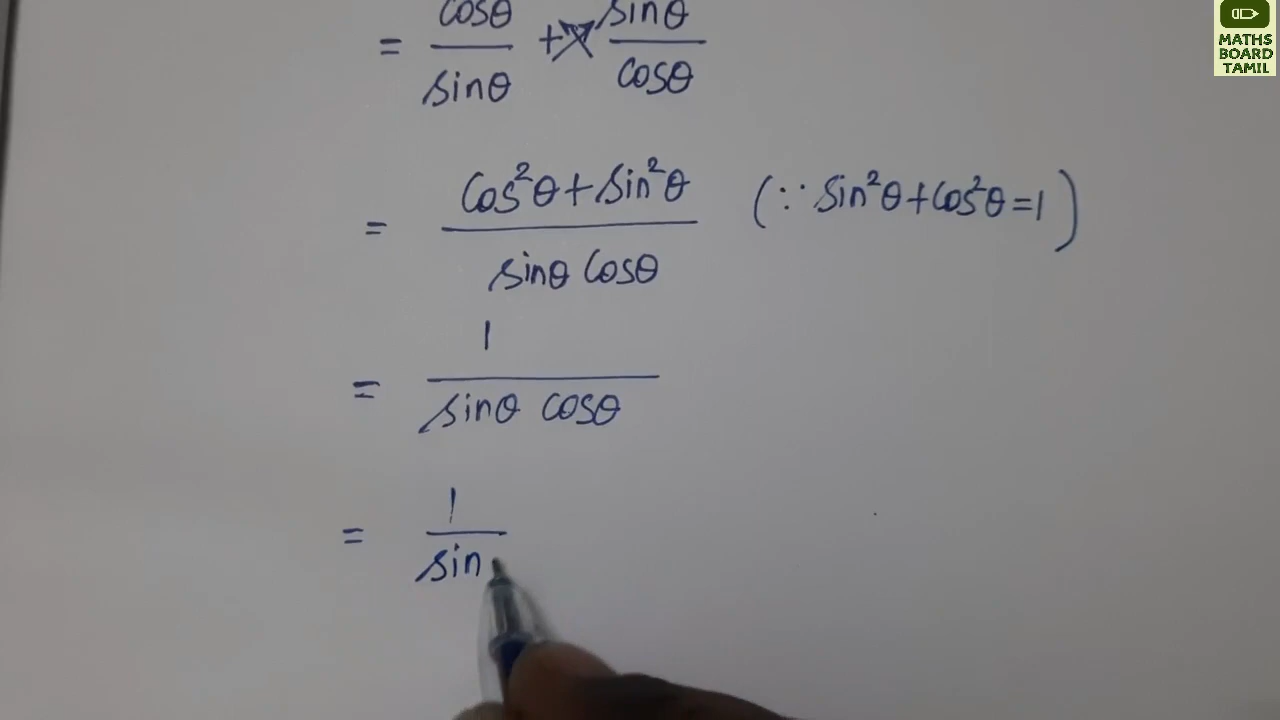 = cosθ/sinθ + sinθ/cosθ
= cos²θ+sin²θ/sinθ cosθ (∵ sin²θ+cos²θ=1)
= 1/sinθ cosθ
= 1/sin
MATHS
BOARD
TAMIL